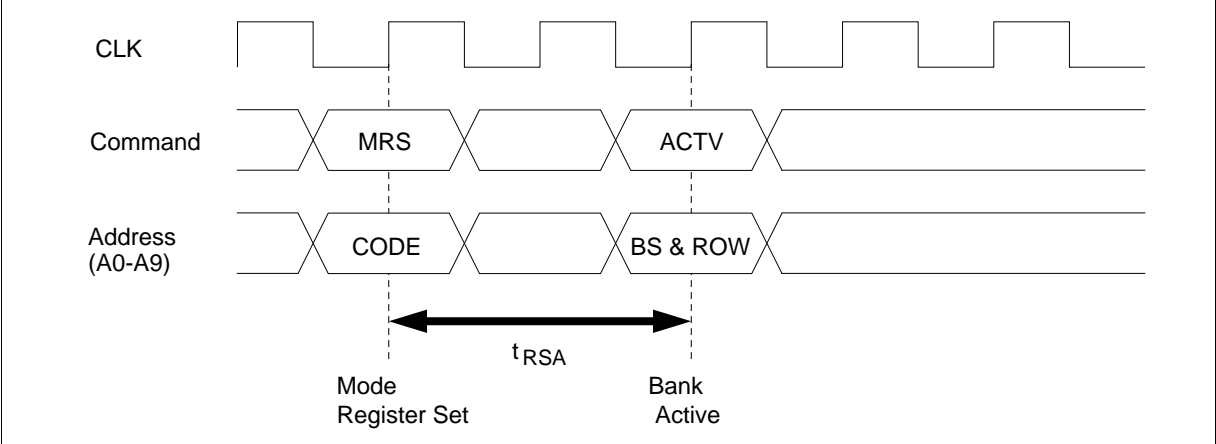 CLK
Command
MRS
ACTV
Address
(A0-A9)
CODE
BS & ROW
t RSA
Mode
Register Set
Bank
Active